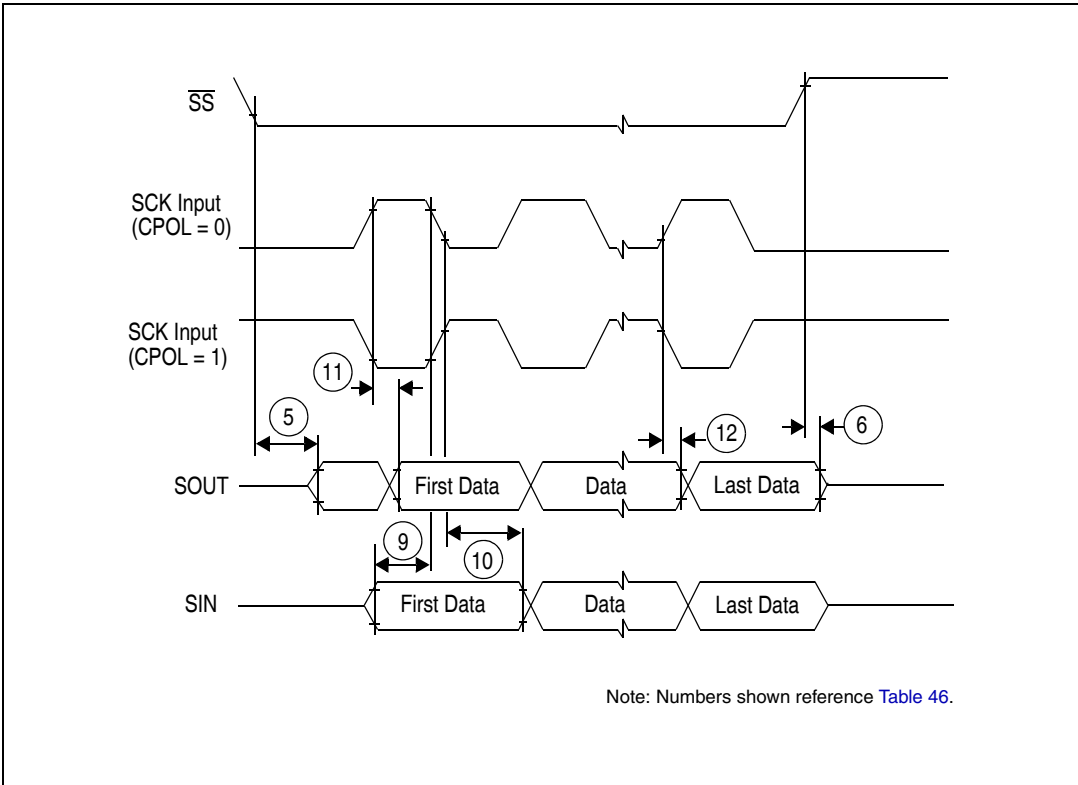 SS
SCK Input
(CPOL = 0)
SCK Input
(CPOL = 1)
11
5
12
6
SOUT
First Data
Data
Last Data
9
10
SIN
First Data
Data
Last Data
Note: Numbers shown reference Table 46.